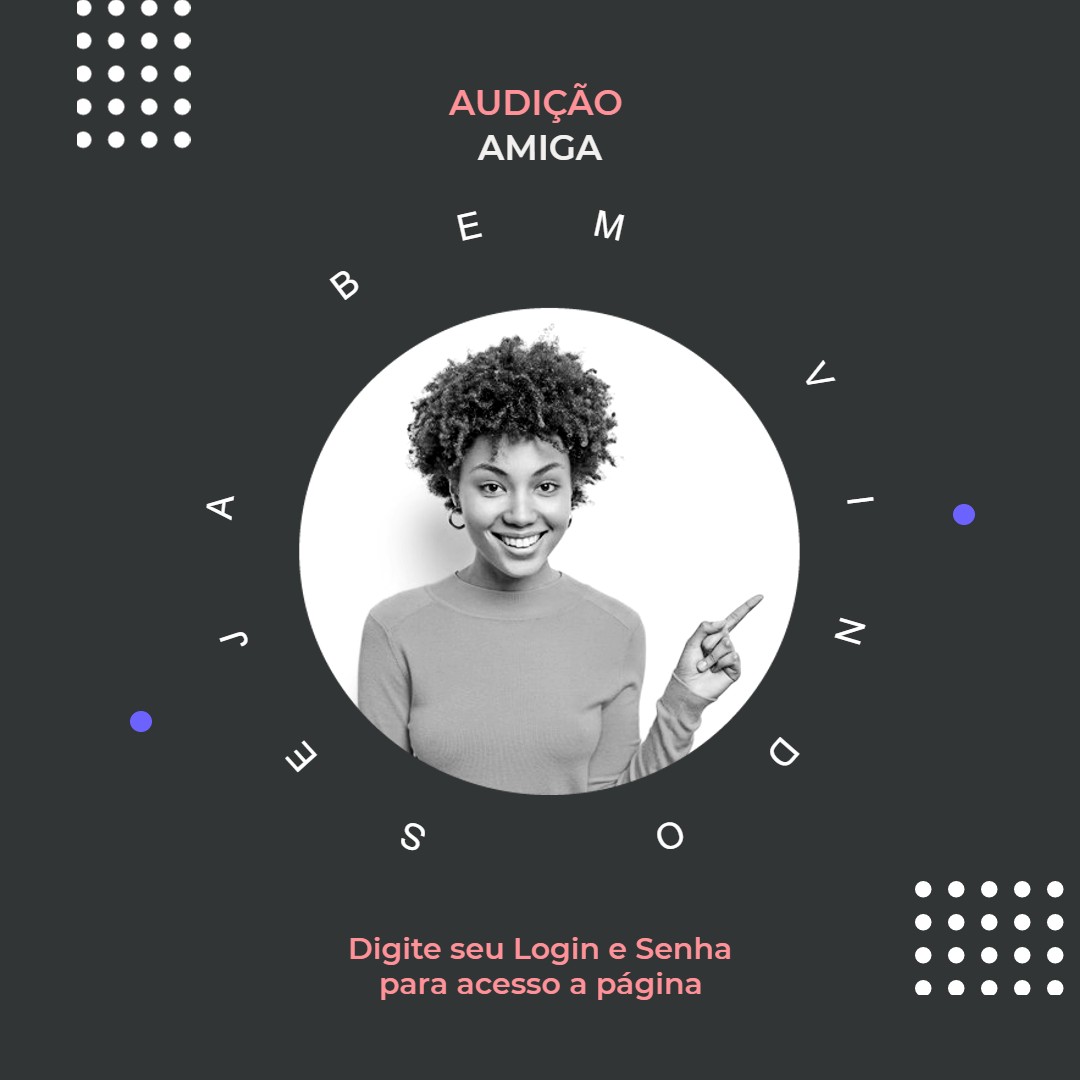 AUDIÇÃO
AMIGA
SEJA BEM VINDO
Digite seu Login e Senha
para acesso a página